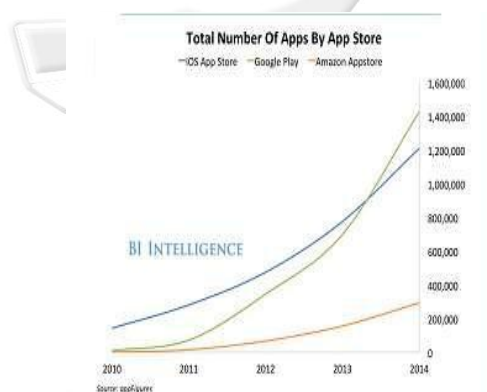 Total Number Of Apps By App Store
iOS App Store Google Play Amazon Appstore
1,600,000
1,400,000
1,200,000
1,000,000
800,000
600,000
400,000
200,000
0
BI INTELLIGENCE
2010 2011 2012 2013 2014
Source: appFigures